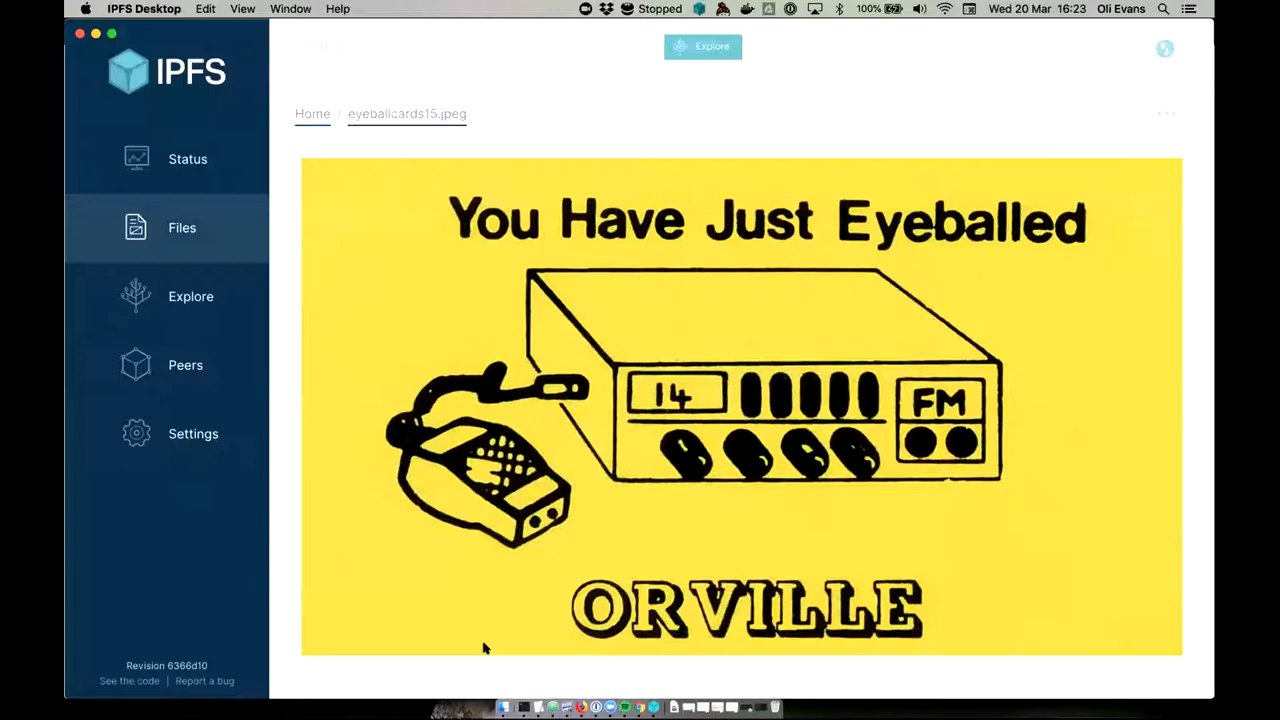 IPFS Desktop Edit View Window Help Stopped 100% Wed 20 Mar 16:23 Oli Evans
IPFS
Explore
Home / eyeballcards15.jpeg
Status
Files
Explore
Peers
Settings
You Have Just Eyeballed
14
FM
ORVILLE
Revision 6366d10
See the code | Report a bug